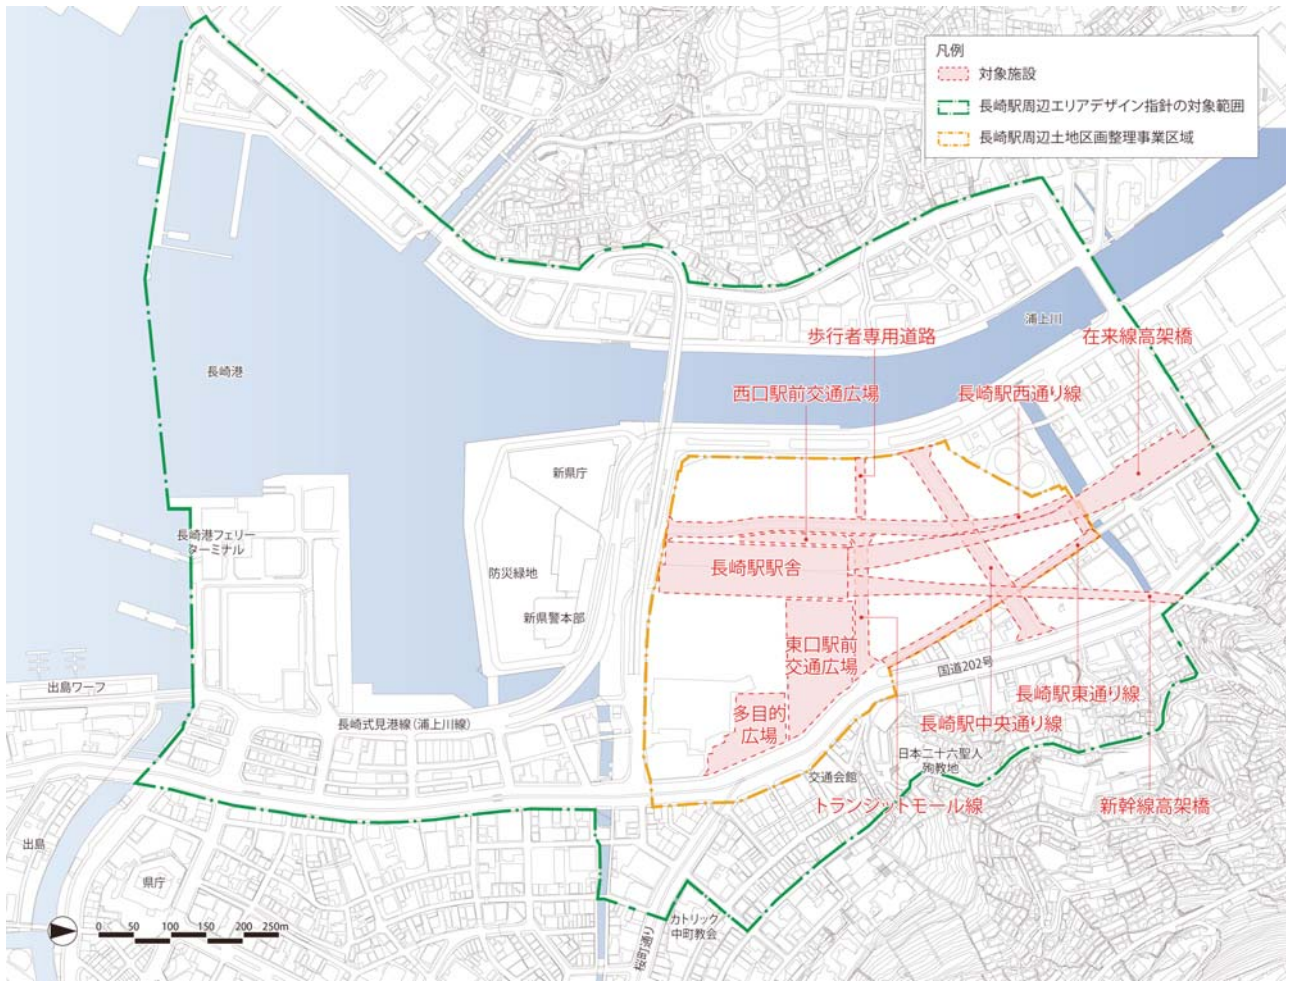 凡例
対象施設
長崎駅周辺エリアデザイン指針の対象範囲
長崎駅周辺土地区画整理事業区域
浦上川
歩行者専用道路
在来線高架橋
長崎港
西口駅前交通広場
長崎駅西通り線
新県庁
長崎港フェリー
ターミナル
防災緑地
長崎駅駅舎
新県警本部
東口駅前
交通広場
国道202号
出島ワーフ
長崎駅東通り線
多目的
広場
長崎式見港線(浦上川線)
長崎駅中央通り線
日本二十六聖人
殉教地
交通会館
トランジットモール線
新幹線高架橋
出島
県庁
カトリック
中町教会
桜町通り
0 50 100 150 200 250m